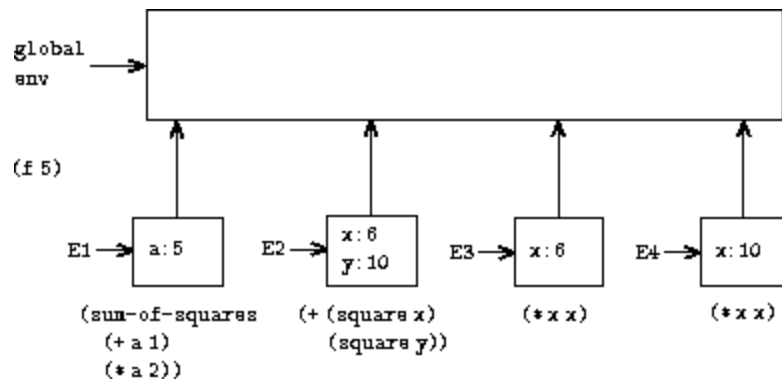 global
env
(f 5)
E1
a:5
E2
x:6
y:10
E3
x:6
E4
x:10
(sum-of-squares
(+ a 1)
(* a 2))
(+ (square x)
(square y))
(* x x)
(* x x)